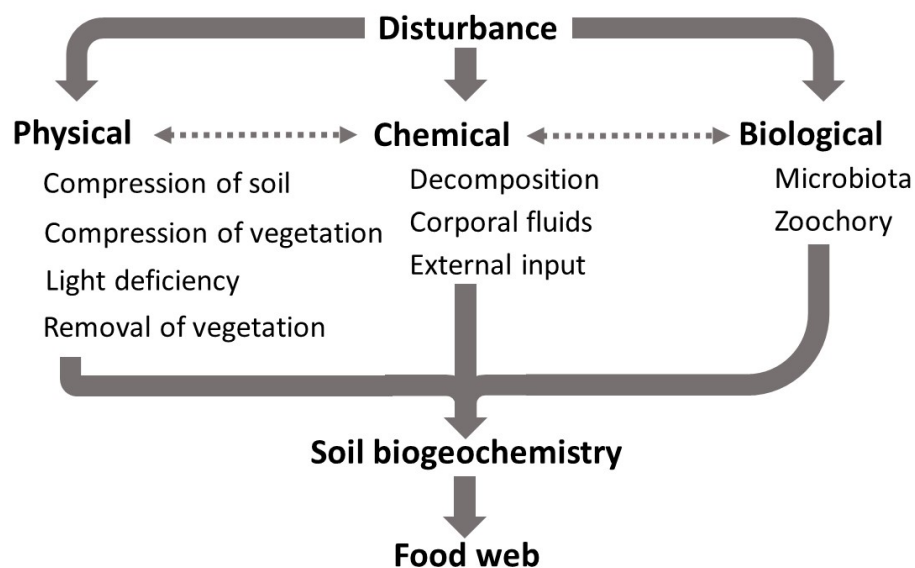 Disturbance
Physical
Chemical
Biological
Compression of soil
Compression of vegetation
Light deficiency
Removal of vegetation
Decomposition
Corporal fluids
External input
Microbiota
Zoochory
Soil biogeochemistry
Food web